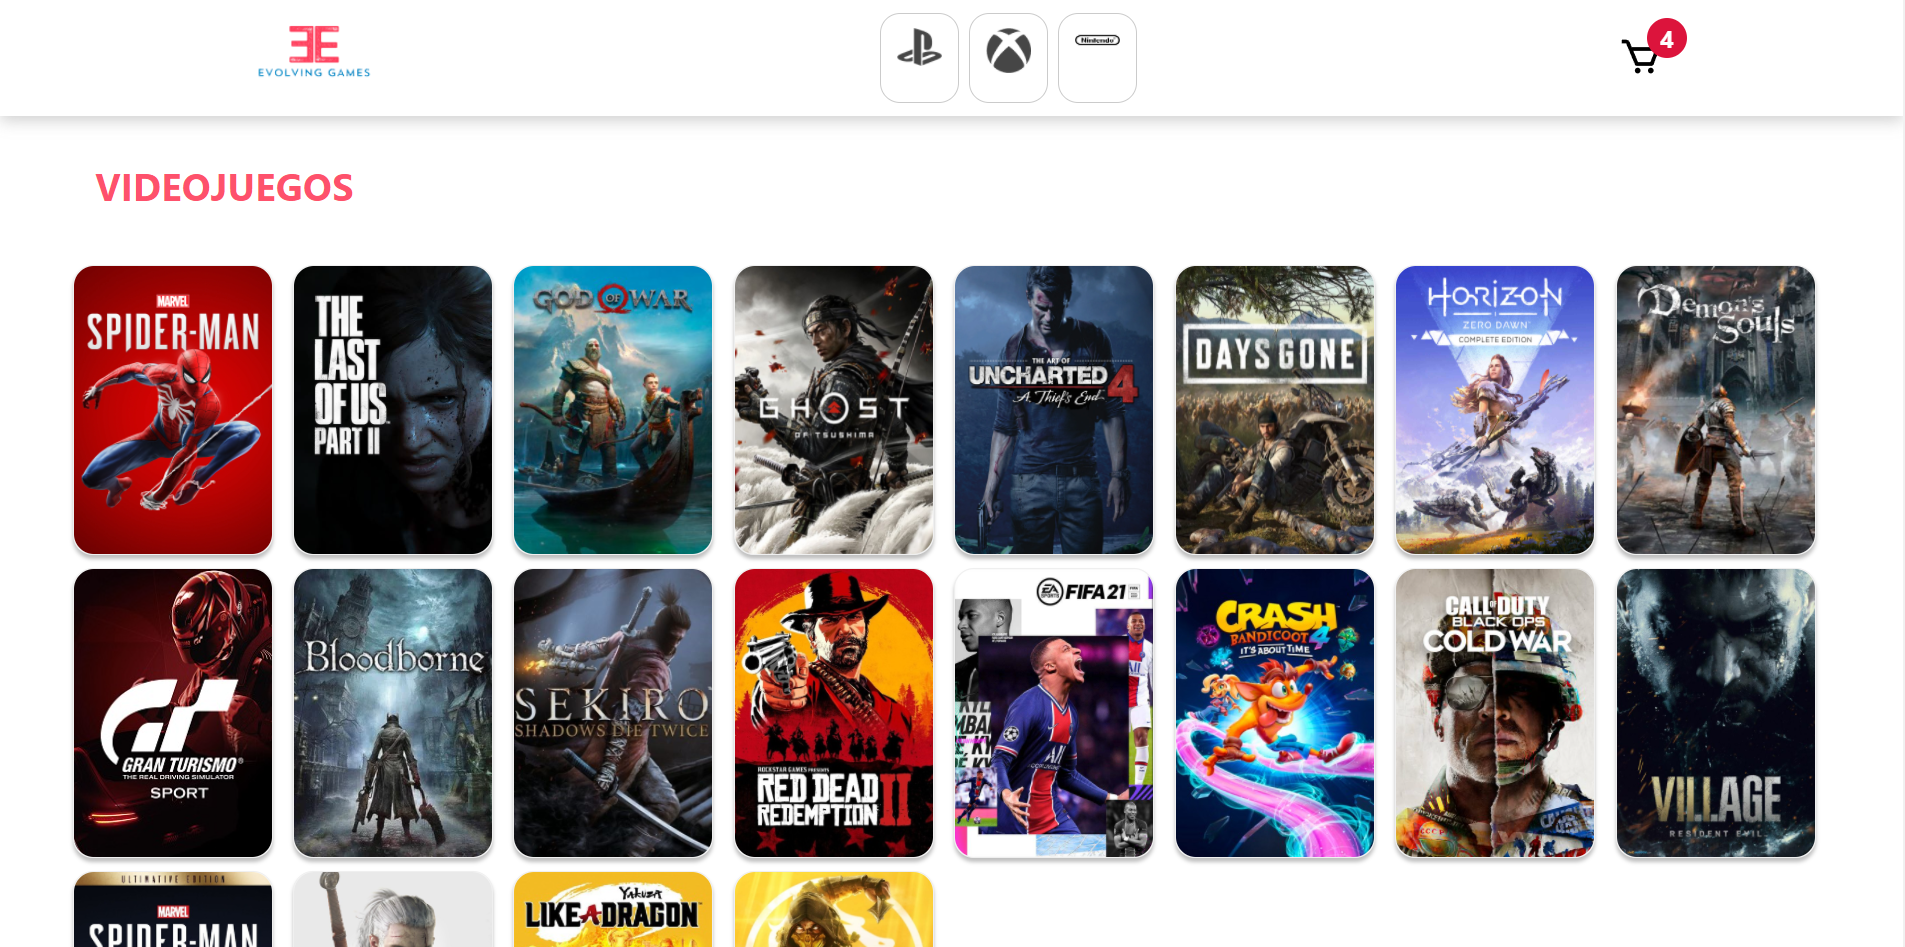 EVOLVING GAMES
Nintendo
4
VIDEOJUEGOS
MARVEL
SPIDER-MAN
THE
LAST
OF US
PART II
GOD OF WAR
GHOST
OF TSUSHIMA
THE ART OF
UNCHARTED 4
A Thief's End
DAYS GONE
HORIZON
ZERO DAWN
COMPLETE EDITION
Demon's
Souls
GRAN TURISMO®
THE REAL DRIVING SIMULATOR
SPORT
Bloodborne
SEKIRO
SHADOWS DIE TWICE
ROCKSTAR GAMES PRESENTS
RED DEAD
REDEMPTION II
EA SPORTS FIFA 21
CRASH
BANDICOOT 4
IT'S ABOUT TIME
CALL OF DUTY
BLACK OPS
COLD WAR
VILLAGE
RESIDENT EVIL
ULTIMATIVE EDITION
MARVEL
SPIDER-MAN
YAKUZA
LIKE A DRAGON